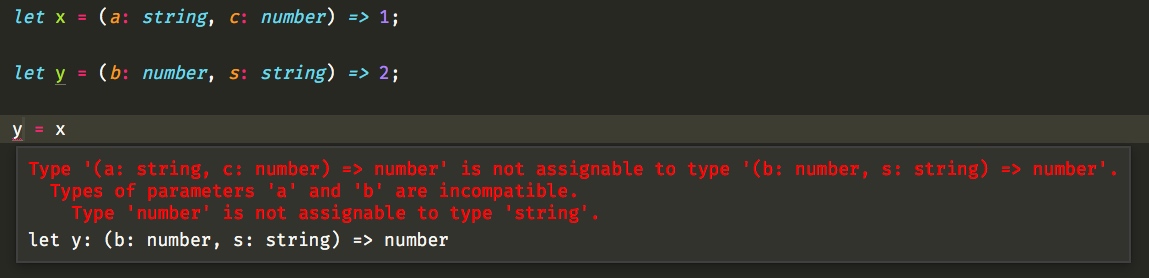 let x = (a: string, c: number) => 1;
let y = (b: number, s: string) => 2;
y = x
Type '(a: string, c: number) => number' is not assignable to type '(b: number, s: string) => number'.
Types of parameters 'a' and 'b' are incompatible.
Type 'number' is not assignable to type 'string'.
let y: (b: number, s: string) => number